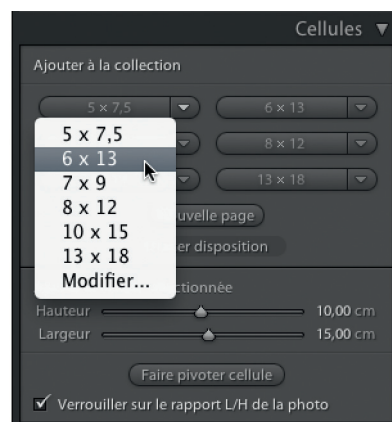 Cellules
Ajouter à la collection
5 × 7,5
6 × 13
5 x 7,5
6 x 13
8 × 12
7 x 9
8 x 12
13 × 18
10 x 15
uvelle page
13 x 18
er disposition
Modifier...
ctionnée
Hauteur 10,00 cm
Largeur 15,00 cm
Faire pivoter cellule
Verrouiller sur le rapport L/H de la photo